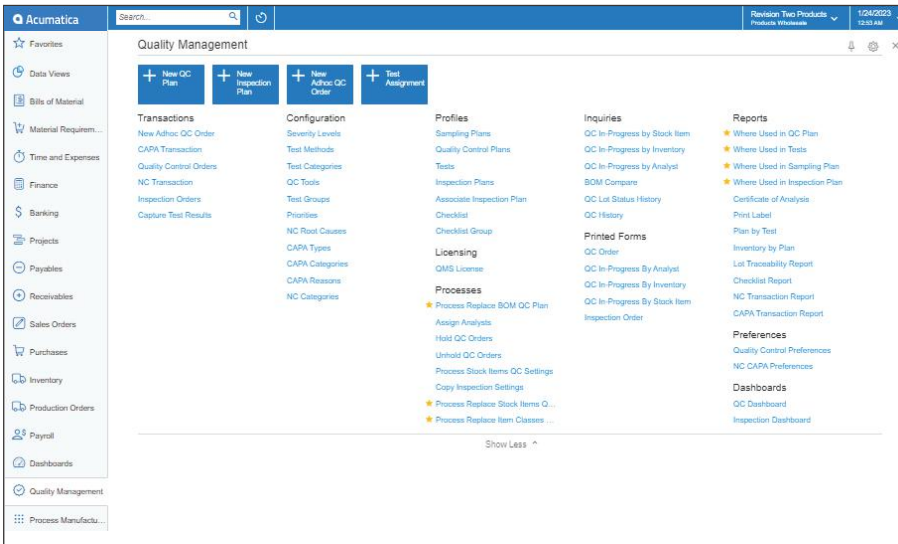 Acumatica
Search...
Revision Two Products
Products Wholesale
1/24/2023
12:53 AM
Favorites
Data Views
Bills of Material
Material Requirem...
Time and Expenses
Finance
Banking
Projects
Payables
Receivables
Sales Orders
Purchases
Inventory
Production Orders
Payroll
Dashboards
Quality Management
Process Manufactu...
Quality Management
New QC
Plan
New
Inspection
Plan
New
Adhoc QC
Order
Test
Assignment
Transactions
New Adhoc QC Order
CAPA Transaction
Quality Control Orders
NC Transaction
Inspection Orders
Capture Test Results
Configuration
Severity Levels
Test Methods
Test Categories
QC Tools
Test Groups
Priorities
NC Root Causes
CAPA Types
CAPA Categories
CAPA Reasons
NC Categories
Profiles
Sampling Plans
Quality Control Plans
Tests
Inspection Plans
Associate Inspection Plan
Checklist
Checklist Group
Licensing
QMS License
Processes
Process Replace BOM QC Plan
Assign Analysts
Hold QC Orders
Unhold QC Orders
Process Stock Items QC Settings
Copy Inspection Settings
Process Replace Stock Items Q...
Process Replace Item Classes ...
Inquiries
QC In-Progress by Stock Item
QC In-Progress by Inventory
QC In-Progress by Analyst
BOM Compare
QC Lot Status History
QC History
Printed Forms
QC Order
QC In-Progress By Analyst
QC In-Progress By Inventory
QC In-Progress By Stock Item
Inspection Order
Reports
Where Used in QC Plan
Where Used in Tests
Where Used in Sampling Plan
Where Used in Inspection Plan
Certificate of Analysis
Print Label
Plan by Test
Inventory by Plan
Lot Traceability Report
Checklist Report
NC Transaction Report
CAPA Transaction Report
Preferences
Quality Control Preferences
NC CAPA Preferences
Dashboards
QC Dashboard
Inspection Dashboard
Show Less